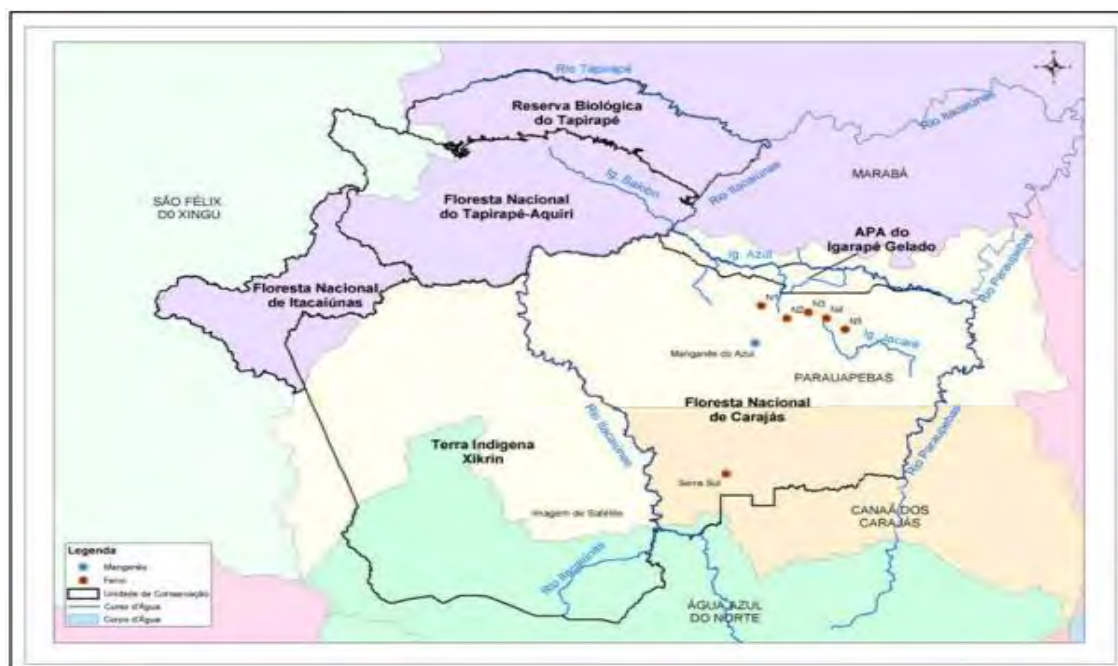 Rio Tapirapé
Reserva Biológica
do Tapirapé
Rio Itacaiúnas
Ig. Salobo
Rio Itacaiúnas
MARABÁ
SÃO FÉLIX
DO XINGU
Floresta Nacional
do Tapirapé-Aquiri
APA do
Igarapé Gelado
Ig. Azul
Rio Parauapebas
Floresta Nacional
de Itacaiúnas
N1
N2
N3
N4
N5
Ig. Jacaré
Manganês do Azul
PARAUAPEBAS
Floresta Nacional
de Carajás
Rio Itacaiúnas
Rio Parauapebas
Terra Indígena
Xikrin
Serra Sul
Imagem de Satélite
CANAÃ DOS
CARAJÁS
Rio Itacaiúnas
ÁGUA AZUL
DO NORTE
Legenda
Manganês
Ferro
Unidade de Conservação
Curso d'Água
Corpo d'Água